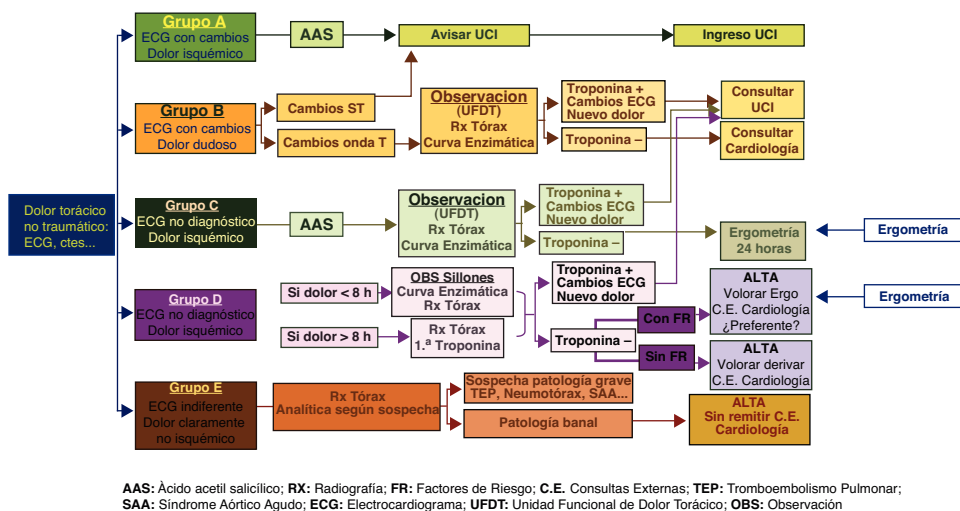 Grupo A
ECG con cambios
Dolor isquémico
AAS
Avisar UCI
Ingreso UCI
Grupo B
ECG con cambios
Dolor dudoso
Cambios ST
Cambios onda T
Observacion
(UFDT)
Rx Tórax
Curva Enzimática
Troponina +
Cambios ECG
Nuevo dolor
Troponina –
Consultar
UCI
Consultar
Cardiología
Dolor torácico
no traumático:
ECG, ctes...
Grupo C
ECG no diagnóstico
Dolor isquémico
AAS
Observacion
(UFDT)
Rx Tórax
Curva Enzimática
Troponina +
Cambios ECG
Nuevo dolor
Troponina –
Ergometría
24 horas
Ergometría
Grupo D
ECG no diagnóstico
Dolor isquémico
Si dolor < 8 h
Si dolor > 8 h
OBS Sillones
Curva Enzimática
Rx Tórax
Rx Tórax
1.ª Troponina
Troponina +
Cambios ECG
Nuevo dolor
Troponina –
Con FR
Sin FR
ALTA
Volorar Ergo
C.E. Cardiología
¿Preferente?
Ergometría
ALTA
Volorar derivar
C.E. Cardiología
Grupo E
ECG indiferente
Dolor claramente
no isquémico
Rx Tórax
Analítica según sospecha
Sospecha patología grave
TEP, Neumotórax, SAA...
Patología banal
ALTA
Sin remitir C.E.
Cardiología
AAS: Àcido acetil salicílico; RX: Radiografía; FR: Factores de Riesgo; C.E. Consultas Externas; TEP: Tromboembolismo Pulmonar;
SAA: Síndrome Aórtico Agudo; ECG: Electrocardiograma; UFDT: Unidad Funcional de Dolor Torácico; OBS: Observación